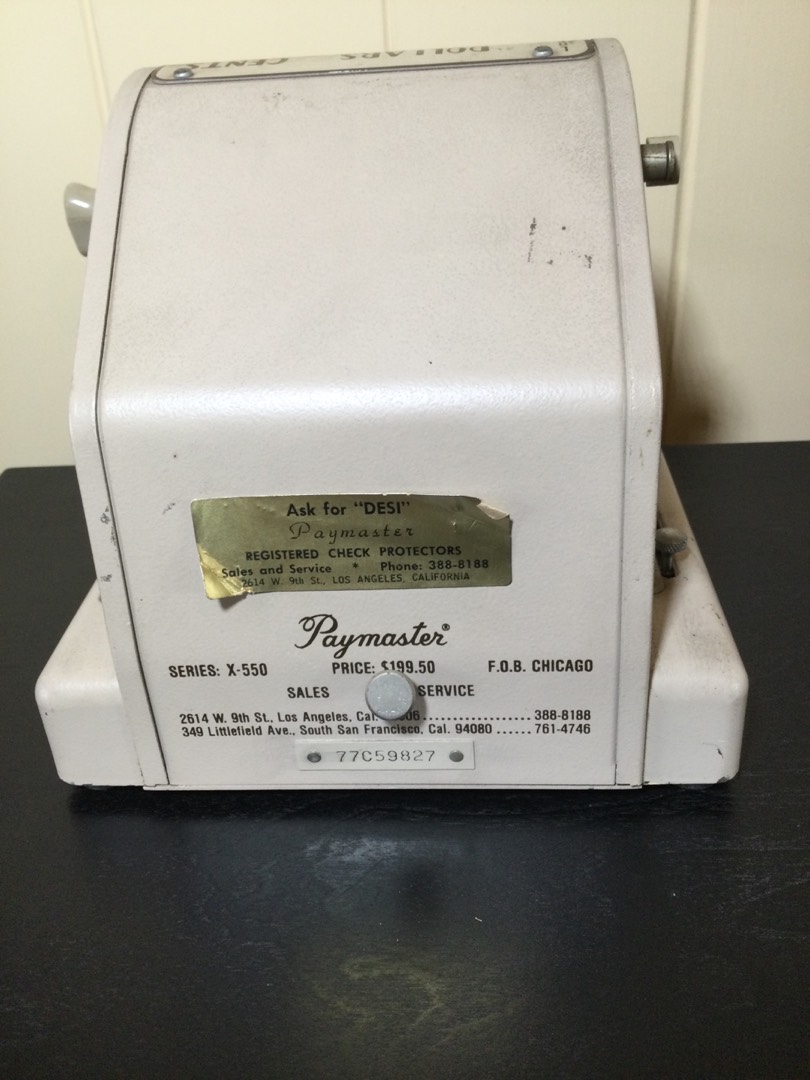 DOLLARS CENTS
Ask for "DESI"
Paymaster
REGISTERED CHECK PROTECTORS
Sales and Service * Phone: 388-8188
2614 W. 9th St., LOS ANGELES, CALIFORNIA
Paymaster®
SERIES: X-550 PRICE: $199.50 F.O.B. CHICAGO
SALES SERVICE
2614 W. 9th St., Los Angeles, Cal. 06 .................. 388-8188
349 Littlefield Ave., South San Francisco, Cal. 94080 ...... 761-4746
77C59827